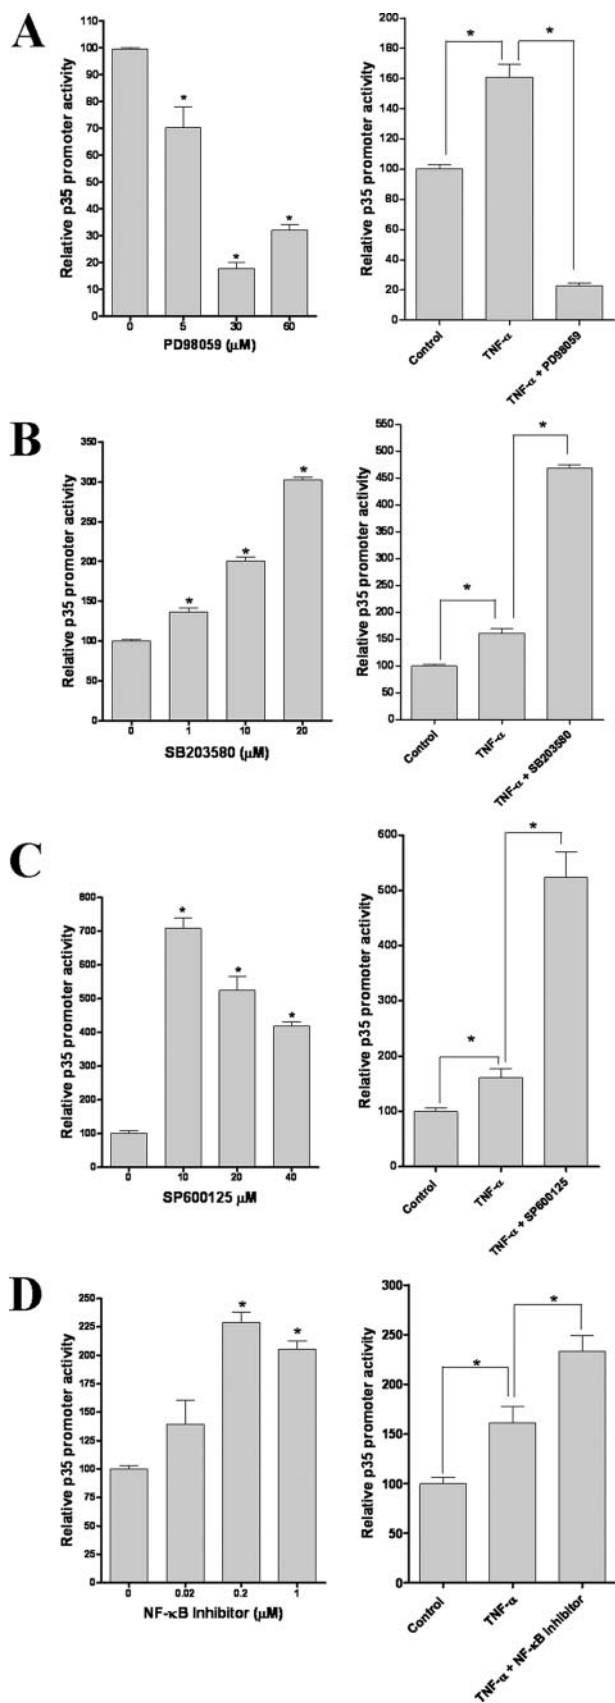 A
Relative p35 promoter activity
100
90
80
70
60
50
40
30
20
10
0
*
*
*
0 5 30 60
PD98059 (μM)
Relative p35 promoter activity
200
180
160
140
120
100
80
60
40
20
0
* *
Control
TNF-α
TNF-α + PD98059
B
Relative p35 promoter activity
350
300
250
200
150
100
50
0
*
*
*
0 1 10 20
SB203580 (μM)
Relative p35 promoter activity
550
500
450
400
350
300
250
200
150
100
50
0
*
*
Control
TNF-α
TNF-α + SB203580
C
Relative p35 promoter activity
800
700
600
500
400
300
200
100
0
*
*
*
0 10 20 40
SP600125 μM
Relative p35 promoter activity
600
500
400
300
200
100
0
*
*
Control
TNF-α
TNF-α + SP600125
D
Relative p35 promoter activity
250
225
200
175
150
125
100
75
50
25
0
*
*
0 0.02 0.2 1
NF-κB Inhibitor (μM)
Relative p35 promoter activity
300
250
200
150
100
50
0
*
*
Control
TNF-α
TNF-α + NF-κB Inhibitor